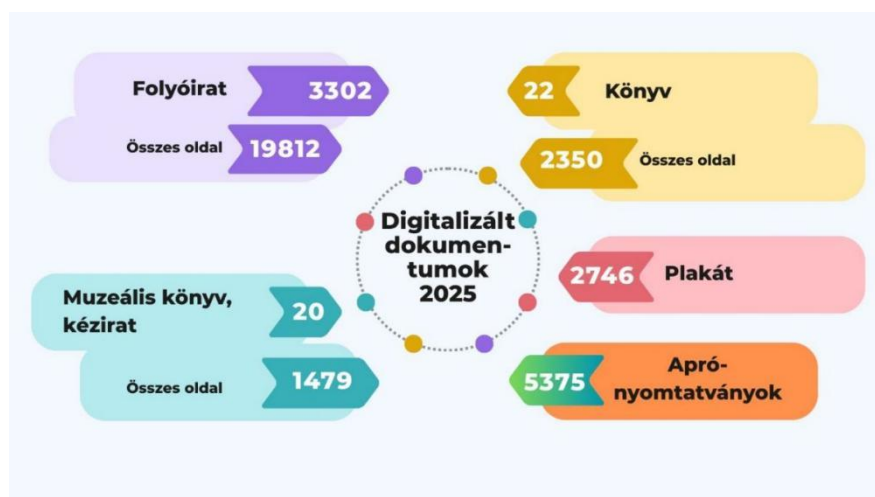 Folyóirat 3302
Összes oldal 19812
22 Könyv
2350 Összes oldal
Digitalizált
dokumen-
tumok
2025
2746 Plakát
Muzeális könyv,
kézirat
20
Összes oldal 1479
5375
Apró-
nyomtatványok